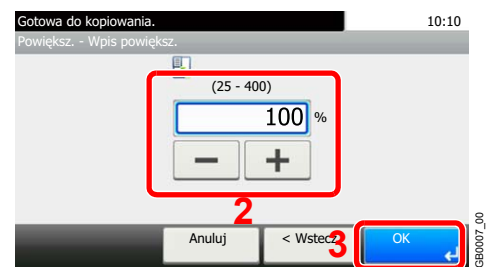 Gotowa do kopiowania. 10:10
Powiększ. - Wpis powiększ.
(25 - 400)
100 %
2
Anuluj < Wstecz 3 OK
GB0007_00